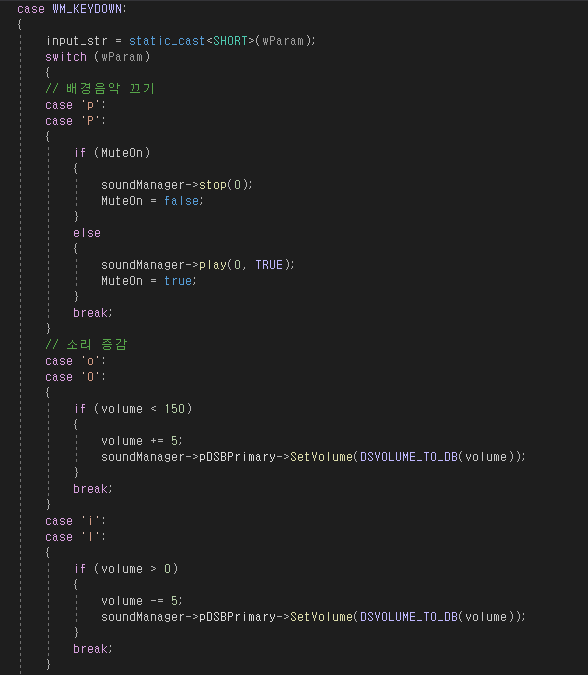 case WM_KEYDOWN:
{
input_str = static_cast<SHORT>(wParam);
switch (wParam)
{
// 배경음악 끄기
case 'p':
case 'P':
{
if (MuteOn)
{
soundManager->stop(0);
MuteOn = false;
}
else
{
soundManager->play(0, TRUE);
MuteOn = true;
}
break;
}
// 소리 증감
case 'o':
case 'O':
{
if (volume < 150)
{
volume += 5;
soundManager->pDSBPrimary->SetVolume(DSVOLUME_TO_DB(volume));
}
break;
}
case 'i':
case 'I':
{
if (volume > 0)
{
volume -= 5;
soundManager->pDSBPrimary->SetVolume(DSVOLUME_TO_DB(volume));
}
break;
}